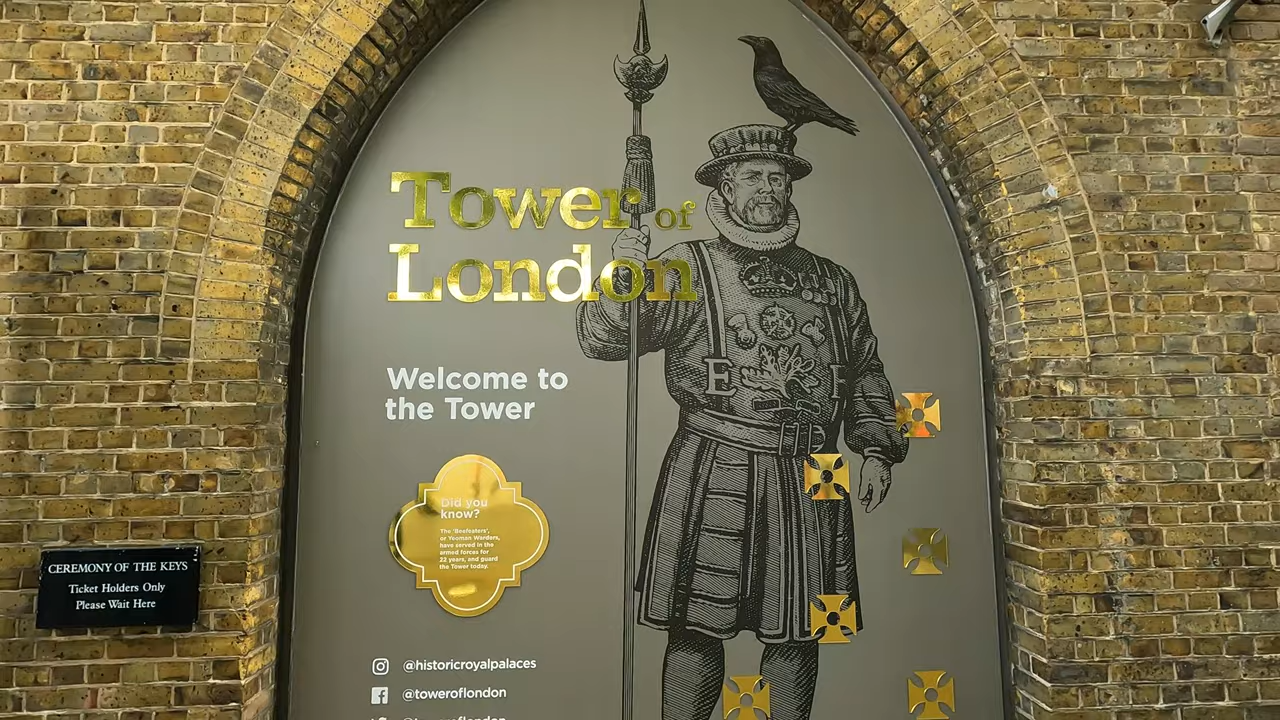 Tower of
London
Welcome to
the Tower
Did you
know?
The 'Beefeaters',
or Yeoman Warders,
have served in the
armed forces for
22 years, and guard
the Tower today.
E R
CEREMONY OF THE KEYS
Ticket Holders Only
Please Wait Here
@historicroyalpalaces
@toweroflondon
@toweroflondon